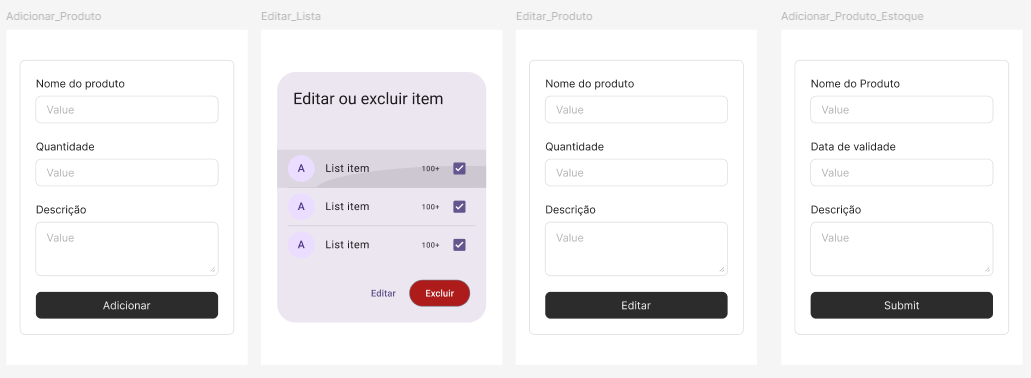 Adicionar_Produto
Nome do produto
Value
Quantidade
Value
Descrição
Value
Adicionar
Editar_Lista
Editar ou excluir item
A List item 100+
A List item 100+
A List item 100+
Editar Excluir
Editar_Produto
Nome do produto
Value
Quantidade
Value
Descrição
Value
Editar
Adicionar_Produto_Estoque
Nome do Produto
Value
Data de validade
Value
Descrição
Value
Submit